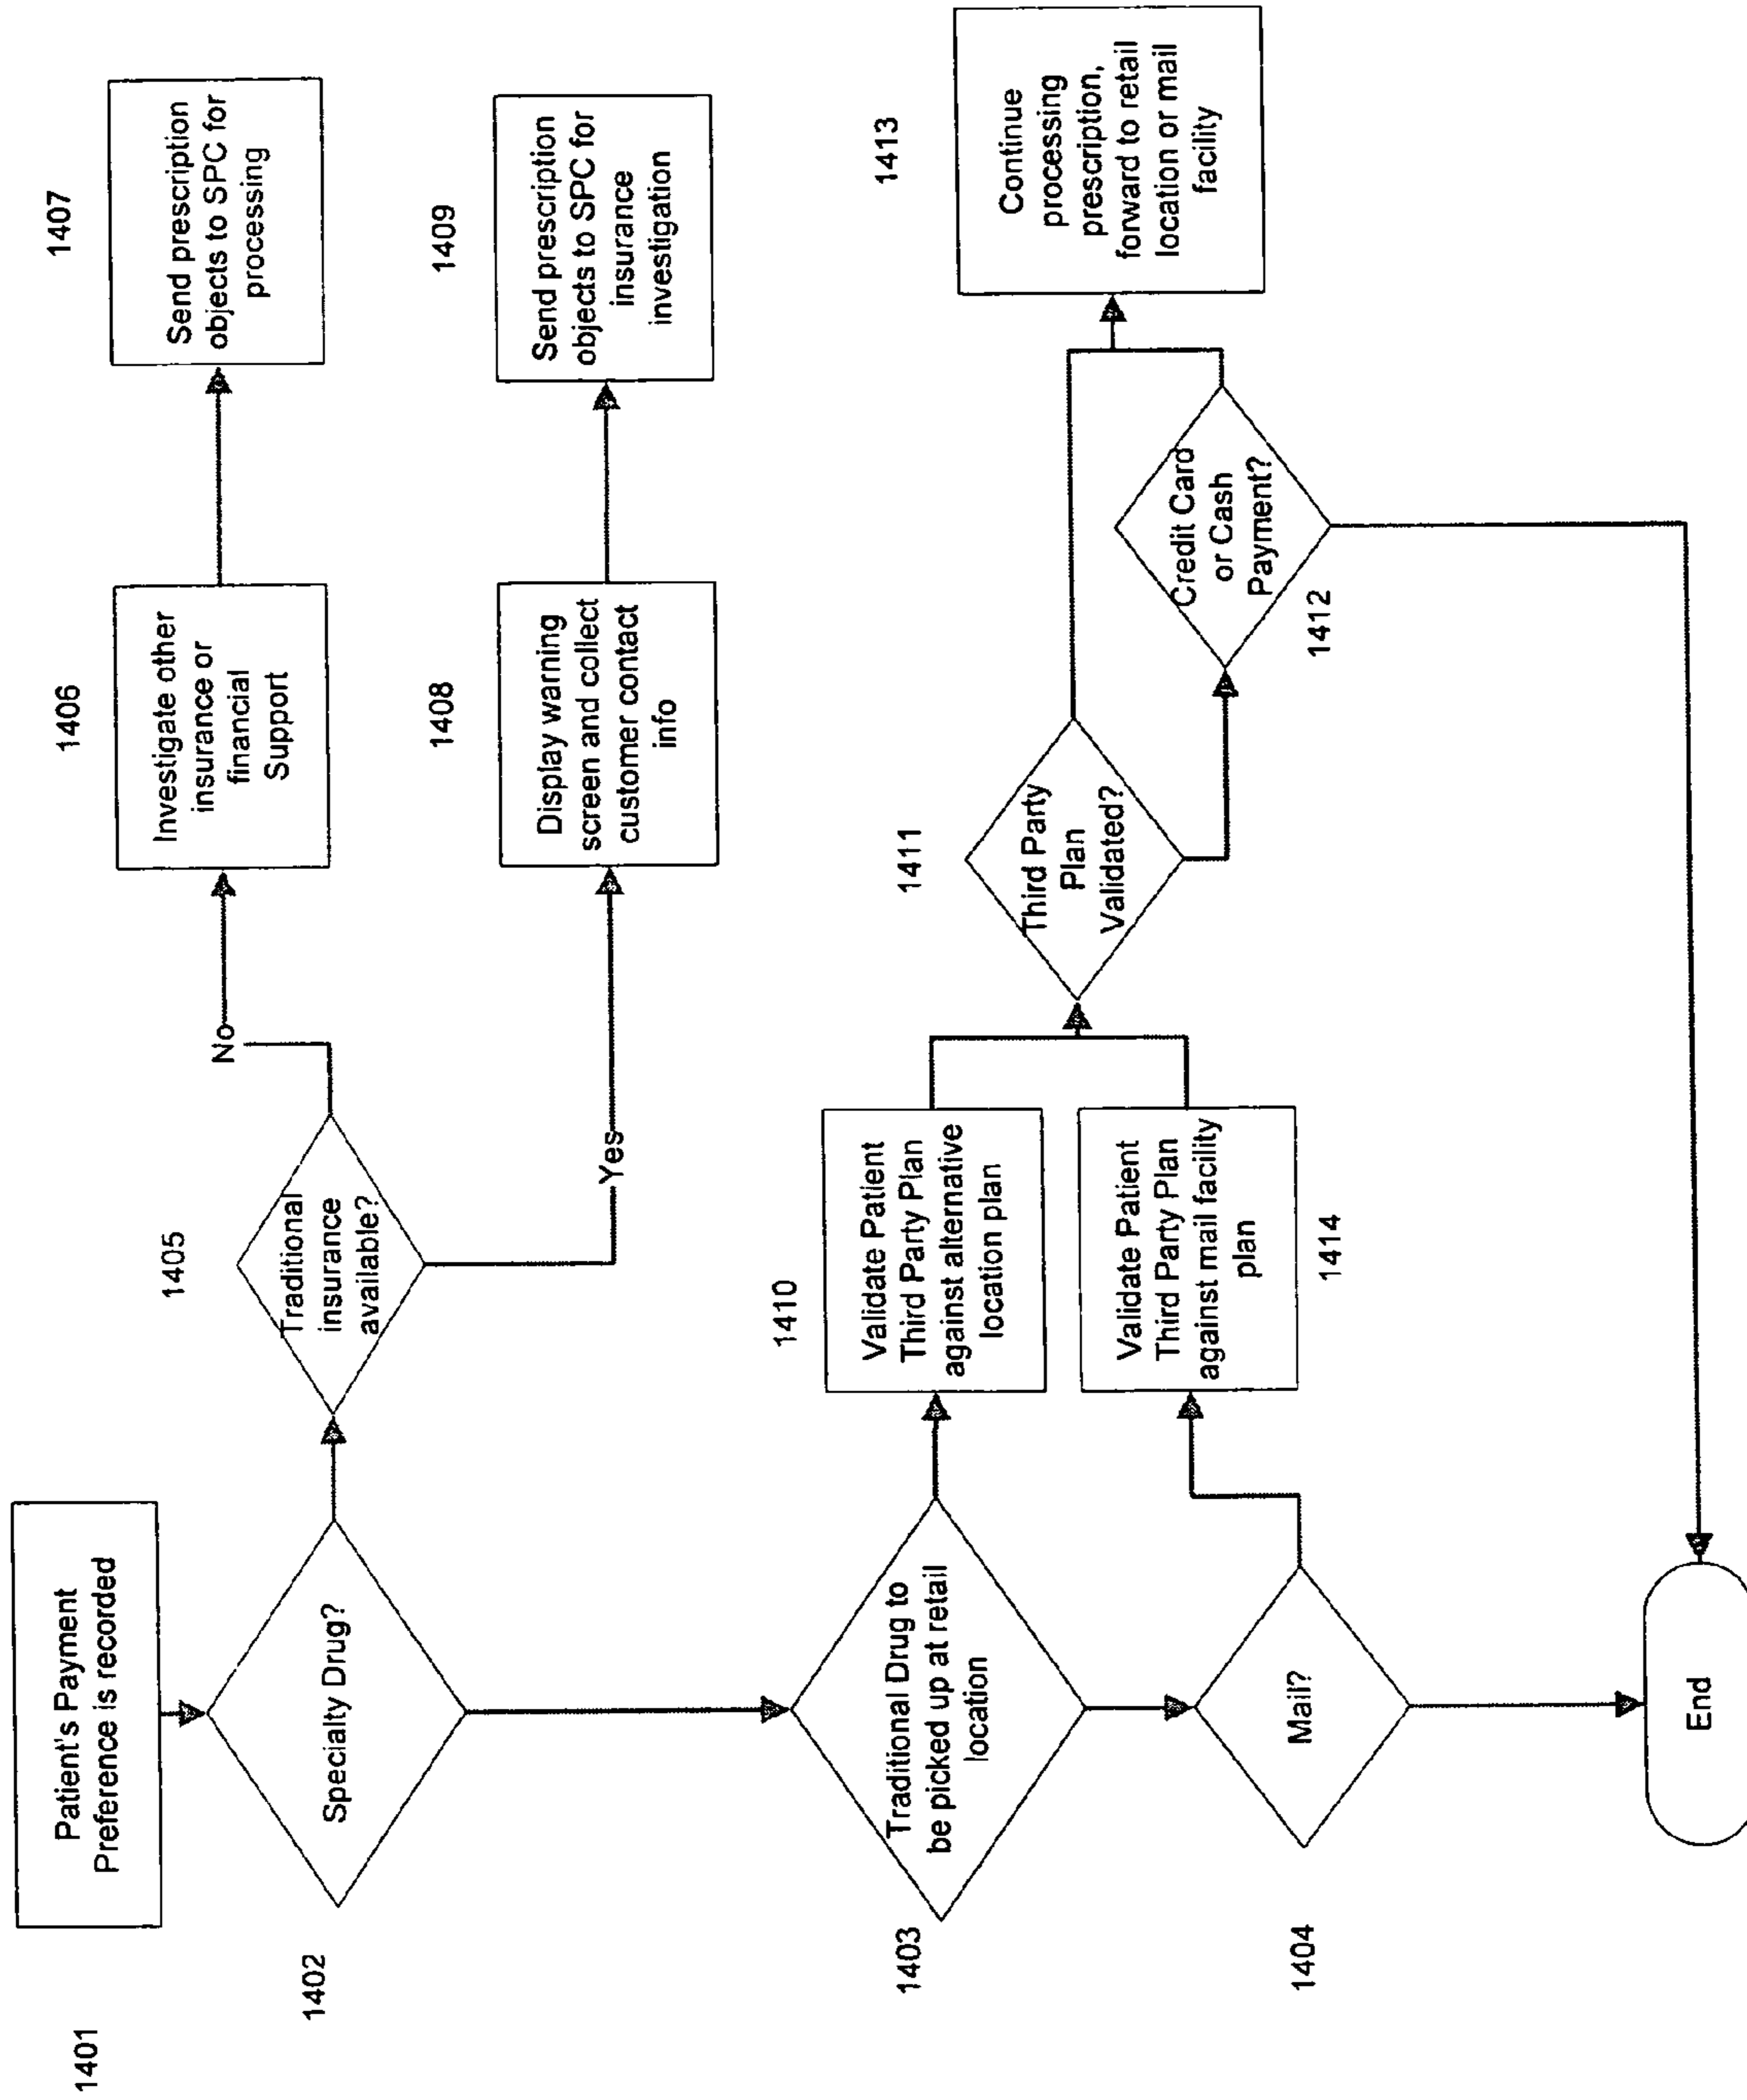 1401
Patient's Payment
Preference is recorded
1402
Specialty Drug?
1405
Traditional
insurance
available?
No
Yes
1406
Investigate other
insurance or
financial
Support
1407
Send prescription
objects to SPC for
processing
1408
Display warning
screen and collect
customer contact
info
1409
Send prescription
objects to SPC for
insurance
investigation
1403
Traditional Drug to
be picked up at retail
location
1410
Validate Patient
Third Party Plan
against alternative
location plan
1404
Mail?
Validate Patient
Third Party Plan
against mail facility
plan
1414
1411
Third Party
Plan
Validated?
Credit Card
or Cash
Payment?
1412
1413
Continue
processing
prescription,
forward to retail
location or mail
facility
End